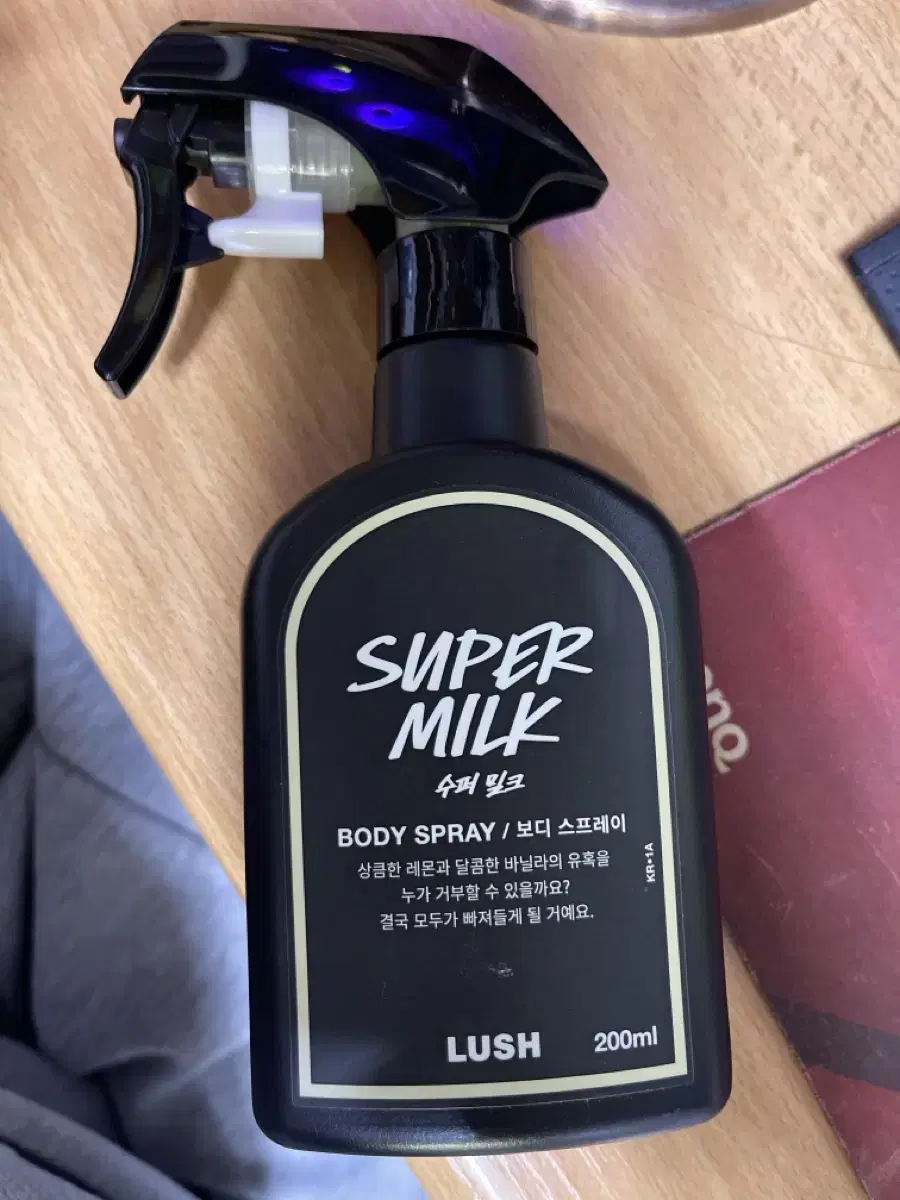 SUPER
MILK
수퍼 밀크
BODY SPRAY / 보디 스프레이
상큼한 레몬과 달콤한 바닐라의 유혹을
누가 거부할 수 있을까요?
결국 모두가 빠져들게 될 거예요.
KR•1A
LUSH
200ml